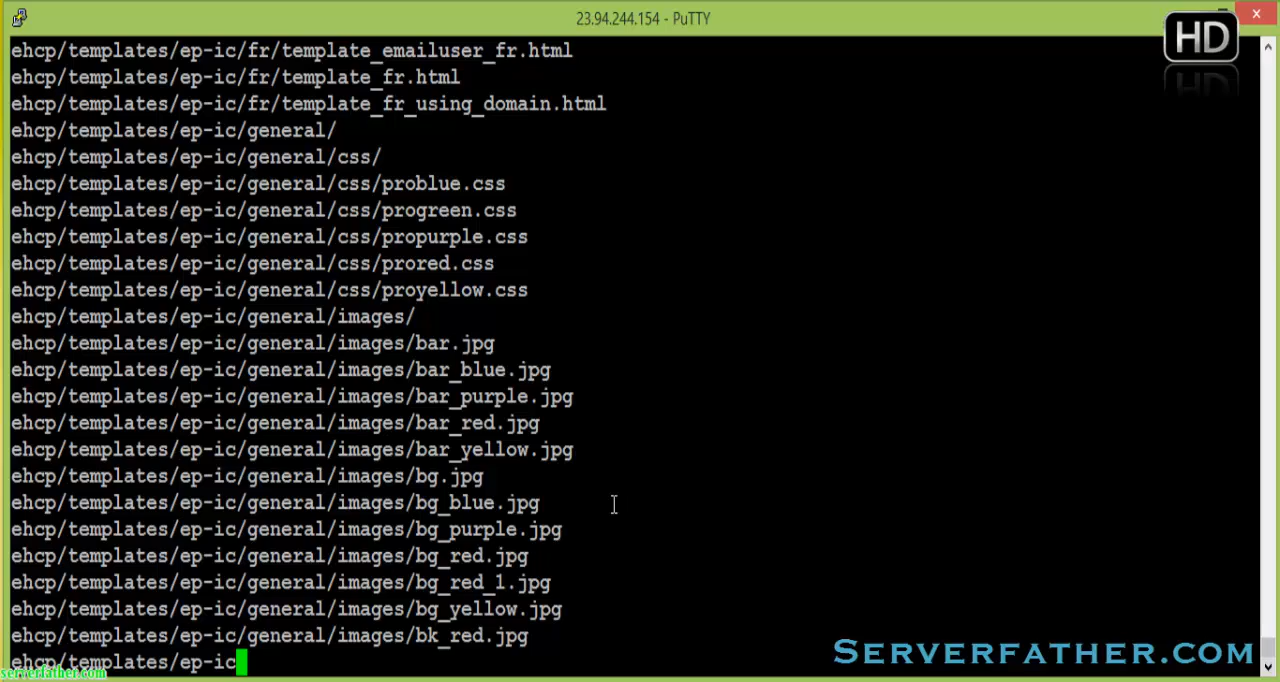 23.94.244.154 - PuTTY
HD
ehcp/templates/ep-ic/fr/template_emailuser_fr.html
ehcp/templates/ep-ic/fr/template_fr.html
ehcp/templates/ep-ic/fr/template_fr_using_domain.html
ehcp/templates/ep-ic/general/
ehcp/templates/ep-ic/general/css/
ehcp/templates/ep-ic/general/css/problue.css
ehcp/templates/ep-ic/general/css/progreen.css
ehcp/templates/ep-ic/general/css/propurple.css
ehcp/templates/ep-ic/general/css/prored.css
ehcp/templates/ep-ic/general/css/proyellow.css
ehcp/templates/ep-ic/general/images/
ehcp/templates/ep-ic/general/images/bar.jpg
ehcp/templates/ep-ic/general/images/bar_blue.jpg
ehcp/templates/ep-ic/general/images/bar_purple.jpg
ehcp/templates/ep-ic/general/images/bar_red.jpg
ehcp/templates/ep-ic/general/images/bar_yellow.jpg
ehcp/templates/ep-ic/general/images/bg.jpg
ehcp/templates/ep-ic/general/images/bg_blue.jpg
ehcp/templates/ep-ic/general/images/bg_purple.jpg
ehcp/templates/ep-ic/general/images/bg_red.jpg
ehcp/templates/ep-ic/general/images/bg_red_1.jpg
ehcp/templates/ep-ic/general/images/bg_yellow.jpg
ehcp/templates/ep-ic/general/images/bk_red.jpg
ehcp/templates/ep-ic
SERVERFATHER.COM
serverfather.com